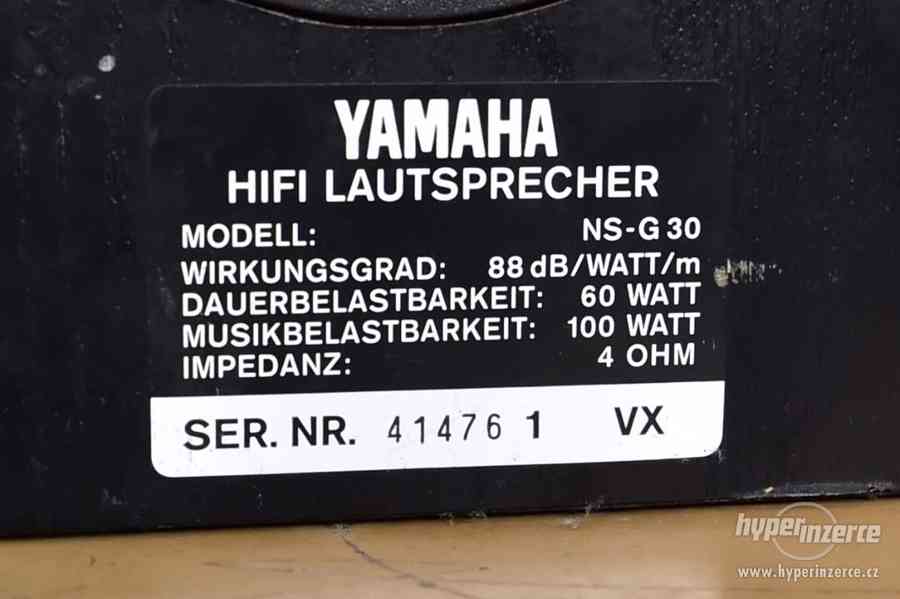 YAMAHA
HIFI LAUTSPRECHER
MODELL: NS-G 30
WIRKUNGSGRAD: 88 dB/WATT/m
DAUERBELASTBARKEIT: 60 WATT
MUSIKBELASTBARKEIT: 100 WATT
IMPEDANZ: 4 OHM
SER. NR. 41476 1 VX
hyperinzerce
www.hyperinzerce.cz